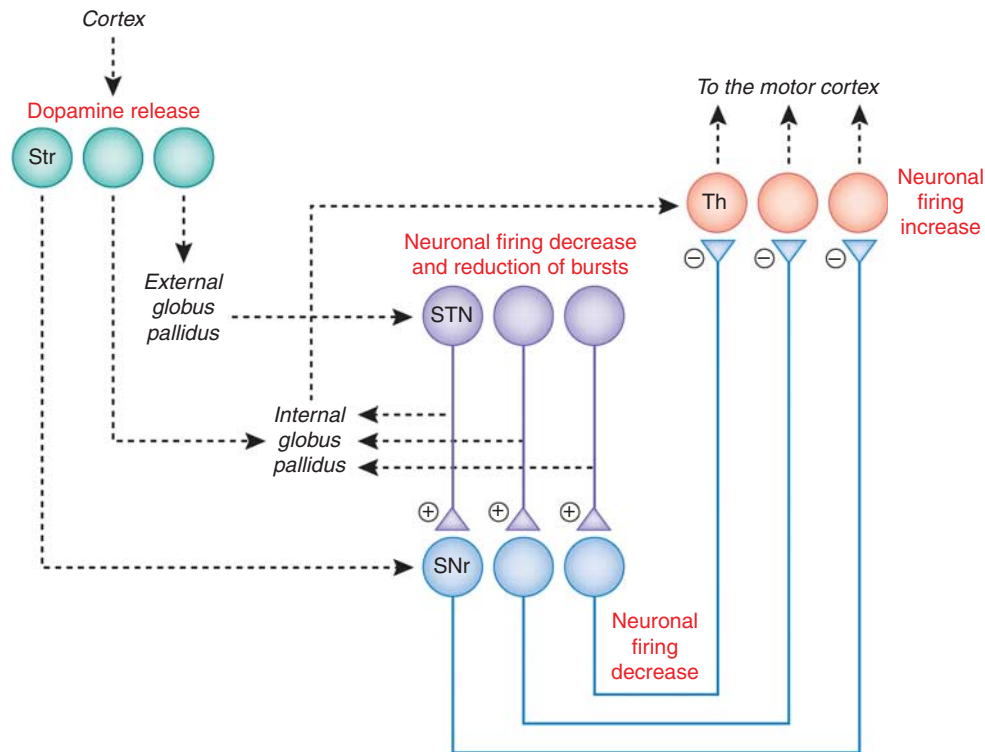 Cortex
Dopamine release
Str
To the motor cortex
Th
Neuronal
firing
increase
Neuronal firing decrease
and reduction of bursts
External
globus
pallidus
STN
Internal
globus
pallidus
+
+
+
−
−
−
SNr
Neuronal
firing
decrease